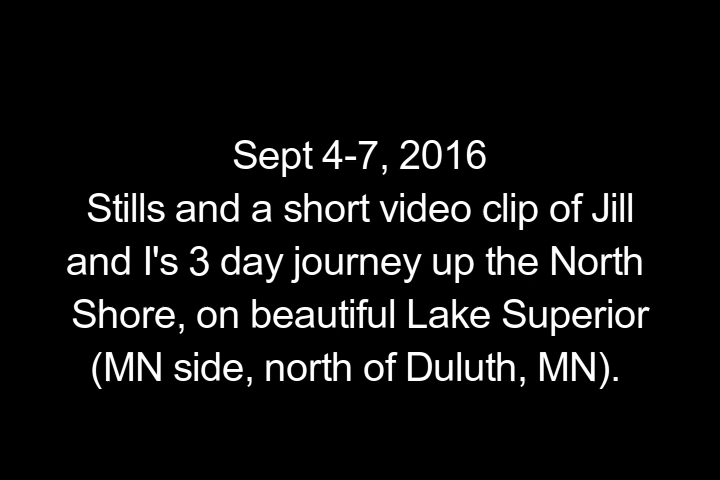 Sept 4-7, 2016
Stills and a short video clip of Jill
and I's 3 day journey up the North
Shore, on beautiful Lake Superior
(MN side, north of Duluth, MN).